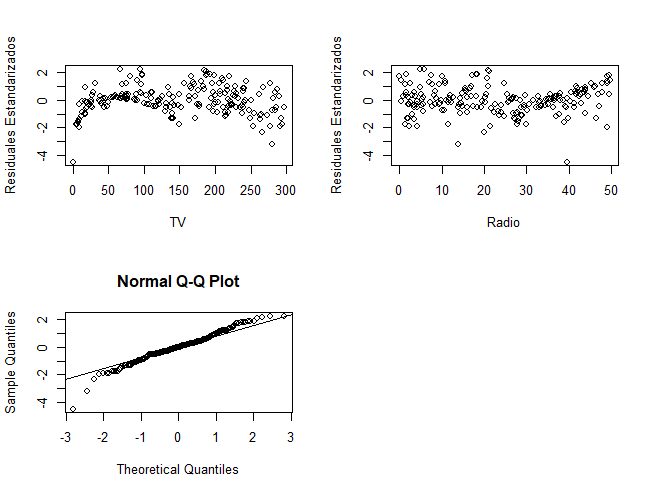 Residuales Estandarizados
2
0
-2
-4
0 50 100 150 200 250 300
TV
Residuales Estandarizados
2
0
-2
-4
0 10 20 30 40 50
Radio
Normal Q-Q Plot
Sample Quantiles
2
0
-2
-4
-3 -2 -1 0 1 2 3
Theoretical Quantiles